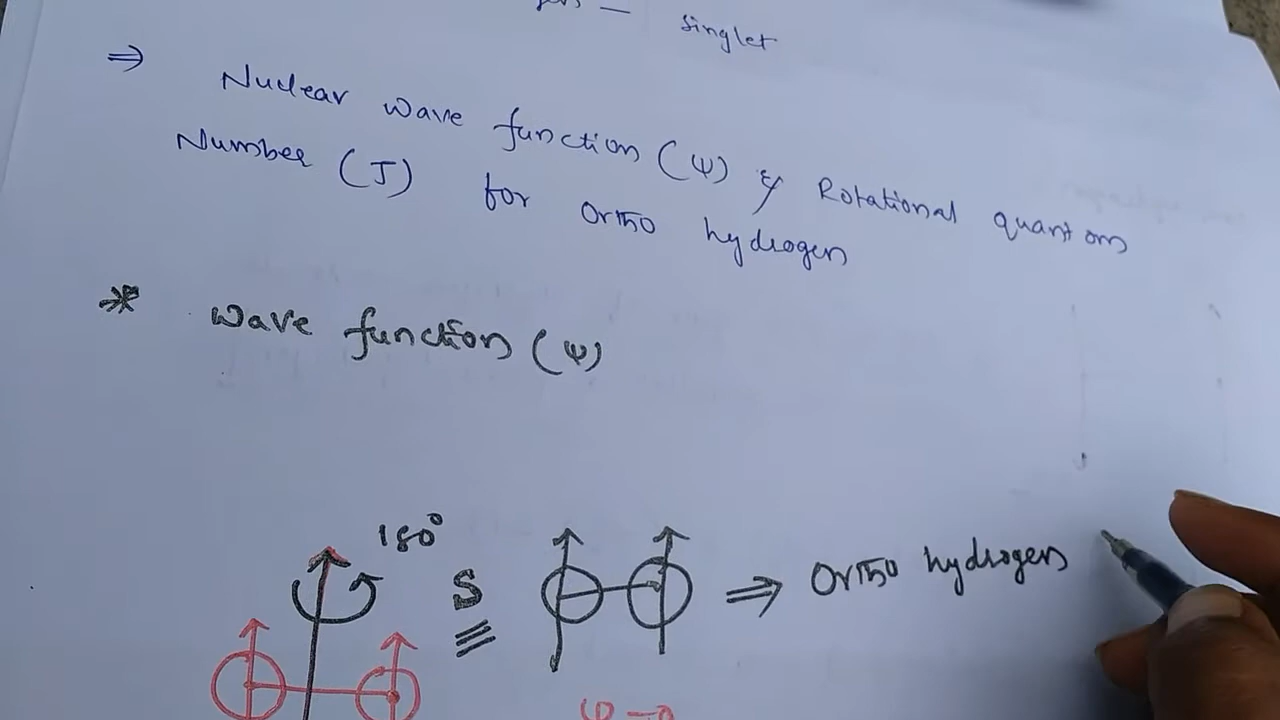 — singlet
⇒ Nuclear wave function (ψ) & Rotational quantum
Number (J) for Ortho hydrogen
* Wave function (ψ)
180°
S
⇒ Ortho hydrogen